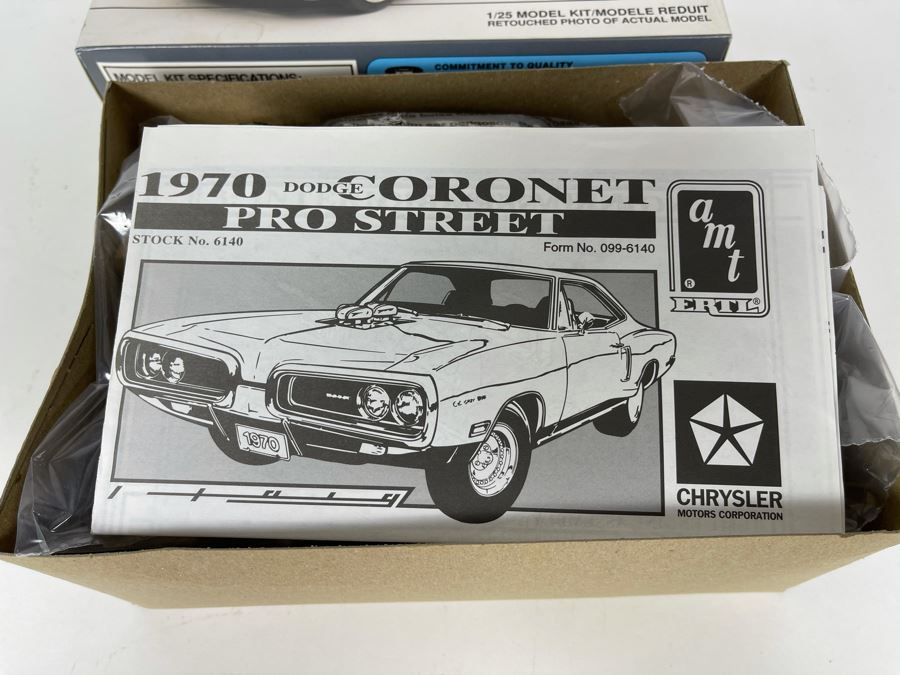 1/25 MODEL KIT/MODELE REDUIT
RETOUCHED PHOTO OF ACTUAL MODEL
MODEL KIT SPECIFICATIONS:
COMMITMENT TO QUALITY
1970 DODGE CORONET
PRO STREET
STOCK No. 6140
Form No. 099-6140
amt
®
ERTL®
1970
CHRYSLER
MOTORS CORPORATION